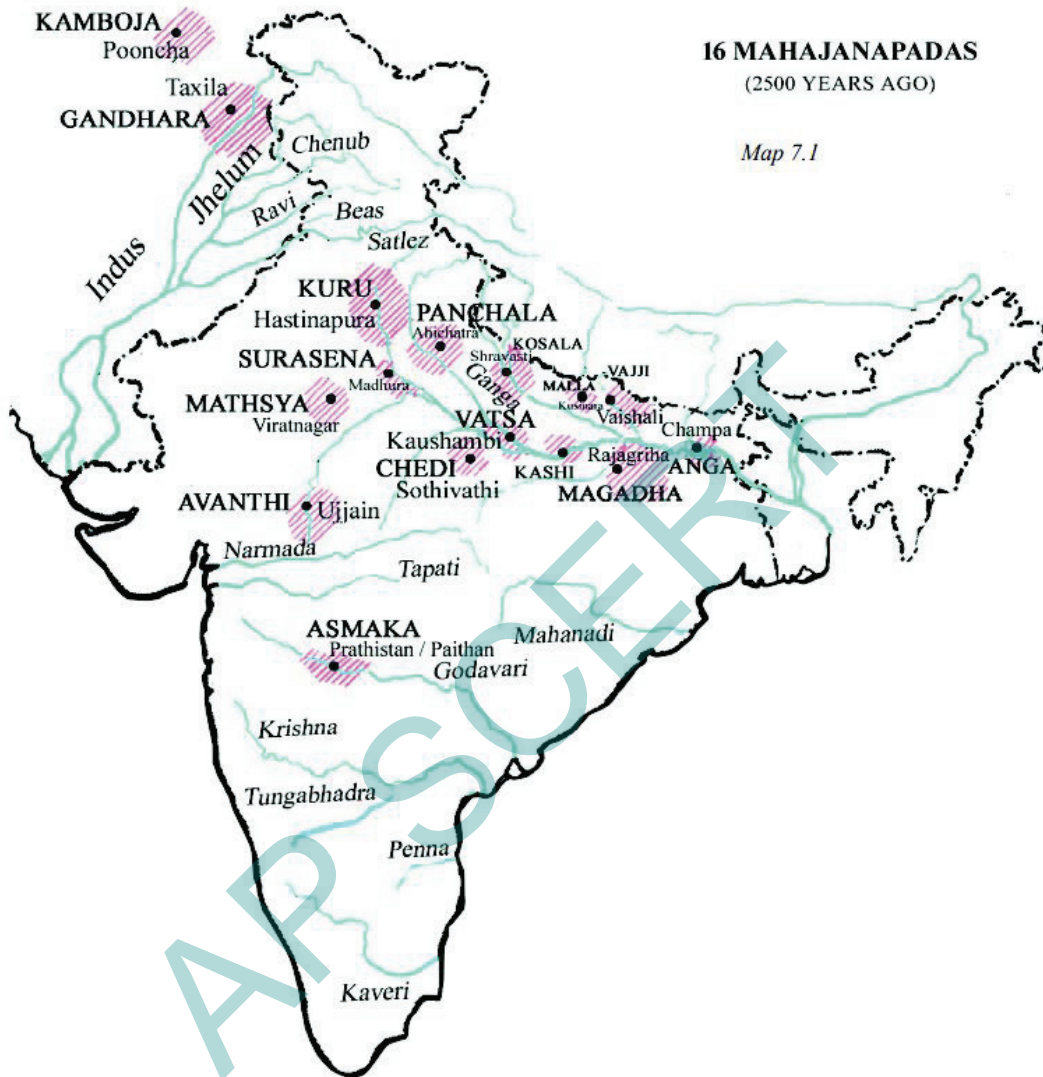 KAMBOJA
Pooncha
16 MAHAJANAPADAS
(2500 YEARS AGO)
Map 7.1
Taxila
GANDHARA
Chenub
Jhelum
Ravi
Beas
Satlez
Indus
KURU
Hastinapura
PANCHALA
Ahichatra
KOSALA
Shravasti
SURASENA
Madhura
Ganga
MALLA
Kusinara
VAJJI
Vaishali
MATHSYA
Viratnagar
VATSA
Kaushambi
Champa
CHEDI
Sothivathi
KASHI
Rajagriha
ANGA
MAGADHA
AVANTHI
Ujjain
Narmada
Tapati
ASMAKA
Prathistan / Paithan
Godavari
Mahanadi
Krishna
Tungabhadra
Penna
Kaveri
AP SCERT